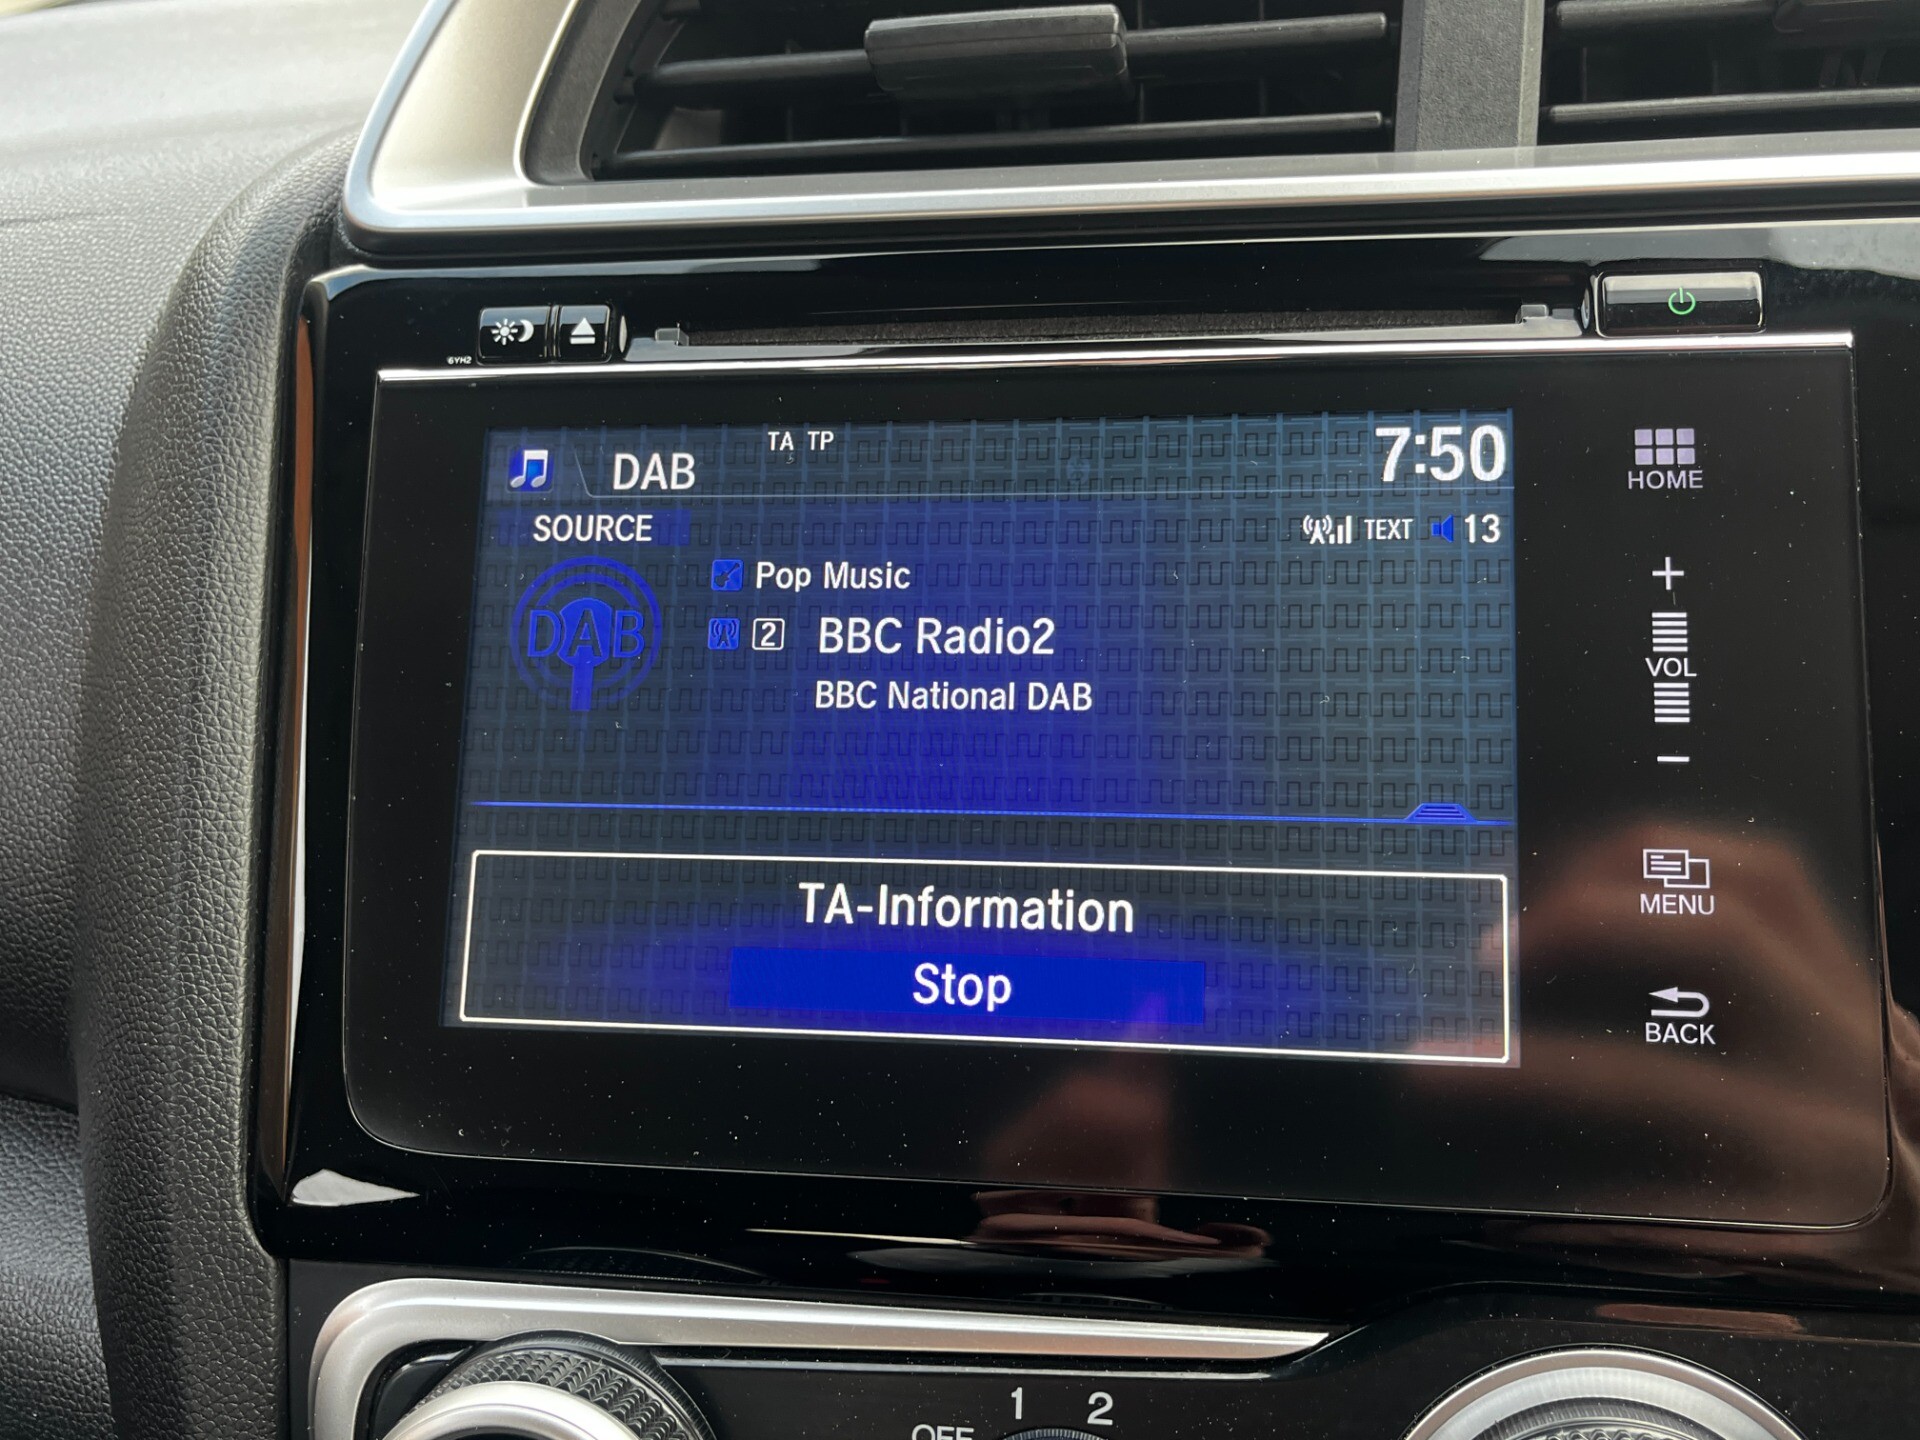 6YH2
TA TP
DAB
7:50
SOURCE
TEXT 13
Pop Music
DAB
2 BBC Radio2
BBC National DAB
TA-Information
Stop
HOME
+
VOL
−
MENU
BACK
1 2
OFF